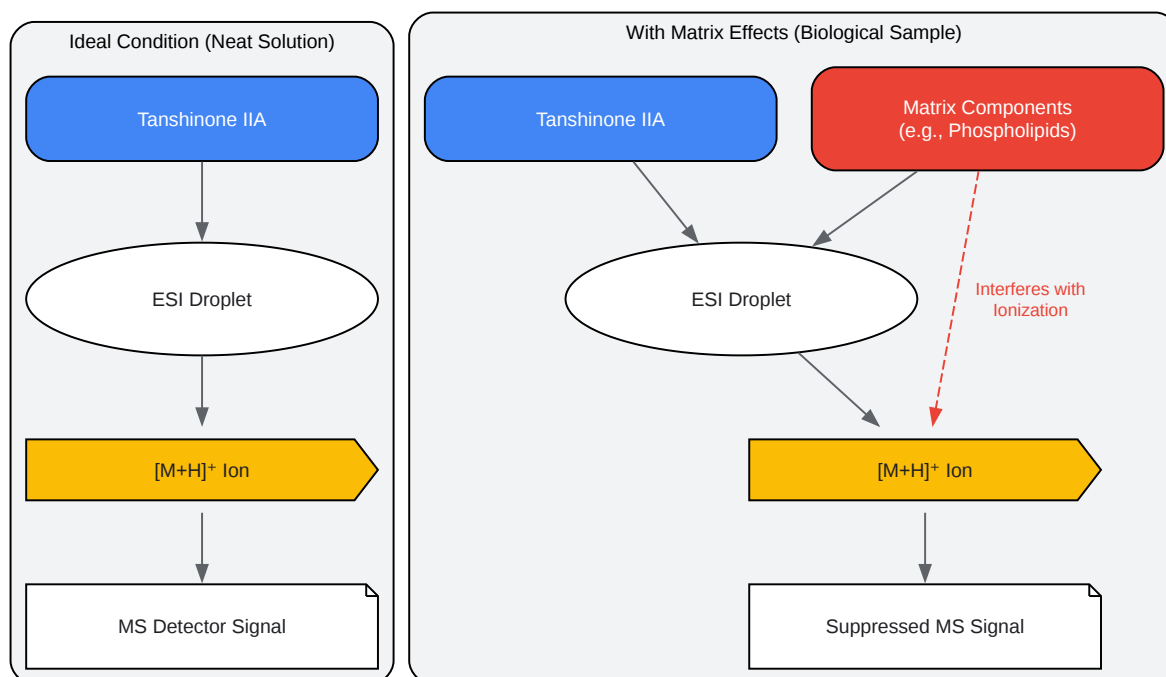 Ideal Condition (Neat Solution)
Tanshinone IIA
ESI Droplet
[M+H]⁺ Ion
MS Detector Signal
With Matrix Effects (Biological Sample)
Tanshinone IIA
Matrix Components
(e.g., Phospholipids)
ESI Droplet
Interferes with
Ionization
[M+H]⁺ Ion
Suppressed MS Signal